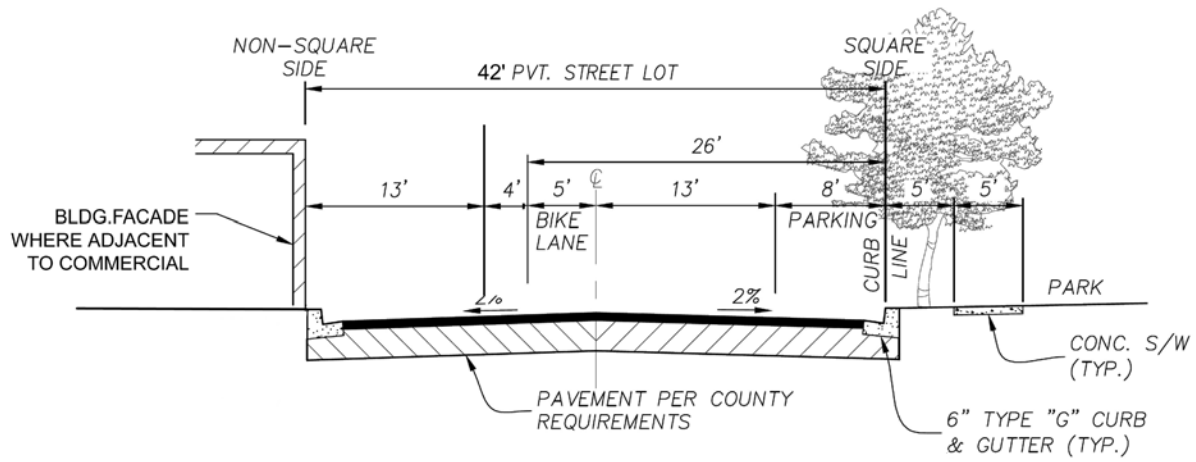 NON-SQUARE
SIDE
SQUARE
SIDE
42' PVT. STREET LOT
26'
13'
4'
5'
℄
13'
8'
5'
5'
BIKE
LANE
PARKING
CURB
LINE
BLDG.FACADE
WHERE ADJACENT
TO COMMERCIAL
PARK
2%
2%
CONC. S/W
(TYP.)
PAVEMENT PER COUNTY
REQUIREMENTS
6" TYPE "G" CURB
& GUTTER (TYP.)